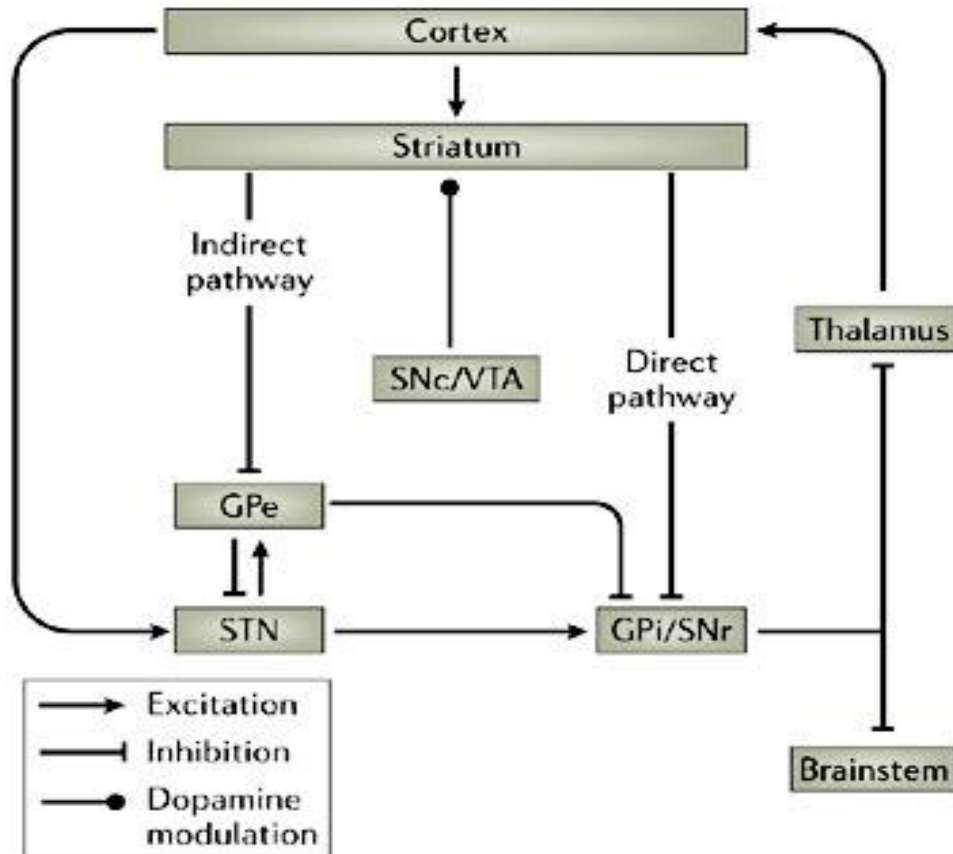 Cortex
Striatum
Indirect
pathway
SNc/VTA
Direct
pathway
Thalamus
GPe
STN
GPi/SNr
Brainstem
Excitation
Inhibition
Dopamine
modulation